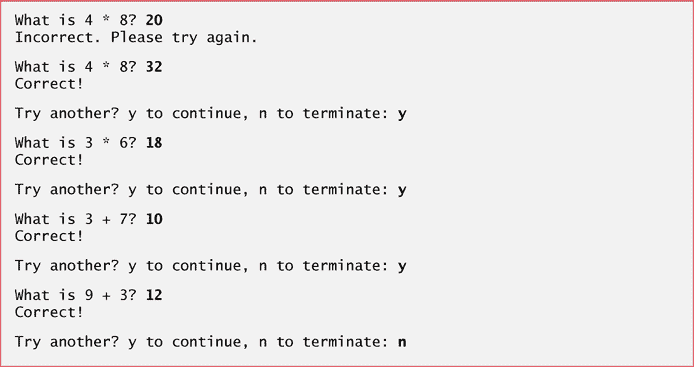 What is 4 * 8? 20
Incorrect. Please try again.
What is 4 * 8? 32
Correct!
Try another? y to continue, n to terminate: y
What is 3 * 6? 18
Correct!
Try another? y to continue, n to terminate: y
What is 3 + 7? 10
Correct!
Try another? y to continue, n to terminate: y
What is 9 + 3? 12
Correct!
Try another? y to continue, n to terminate: n